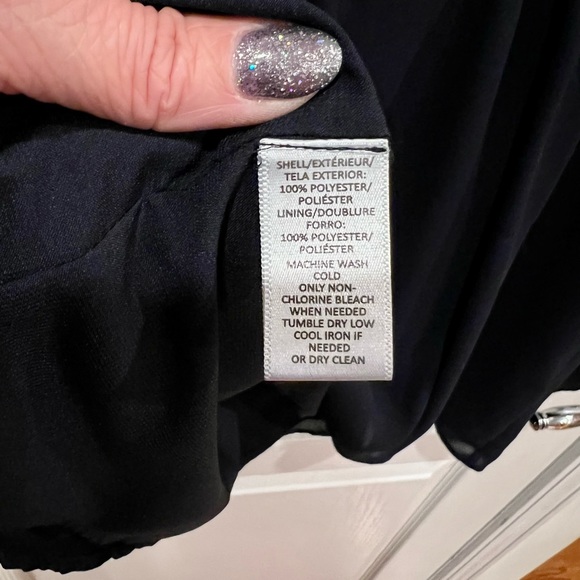 SHELL/EXTÉRIEUR/
TELA EXTERIOR:
100% POLYESTER/
POLIÉSTER
LINING/DOUBLURE
FORRO:
100% POLYESTER/
POLIÉSTER
MACHINE WASH
COLD
ONLY NON-
CHLORINE BLEACH
WHEN NEEDED
TUMBLE DRY LOW
COOL IRON IF
NEEDED
OR DRY CLEAN